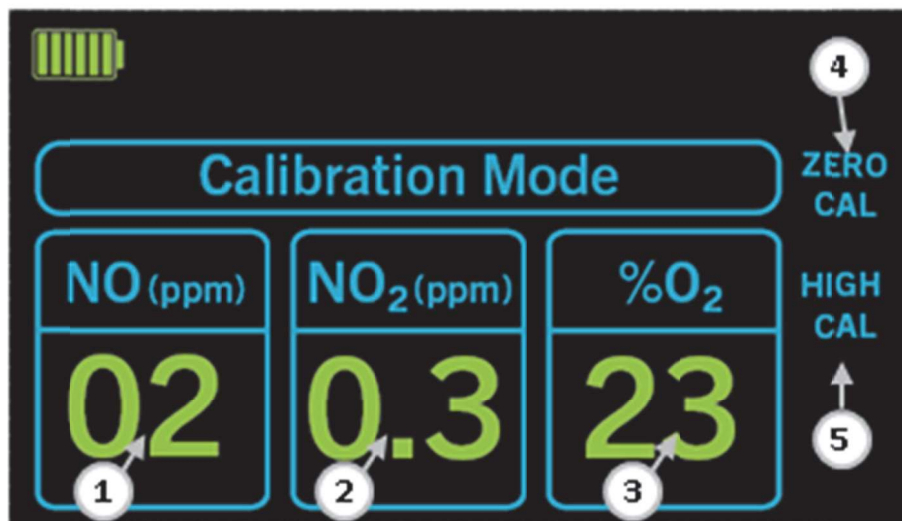 4
Calibration Mode
ZERO
CAL
NO (ppm)
NO₂ (ppm)
%O₂
HIGH
CAL
02
0.3
23
1
2
3
5